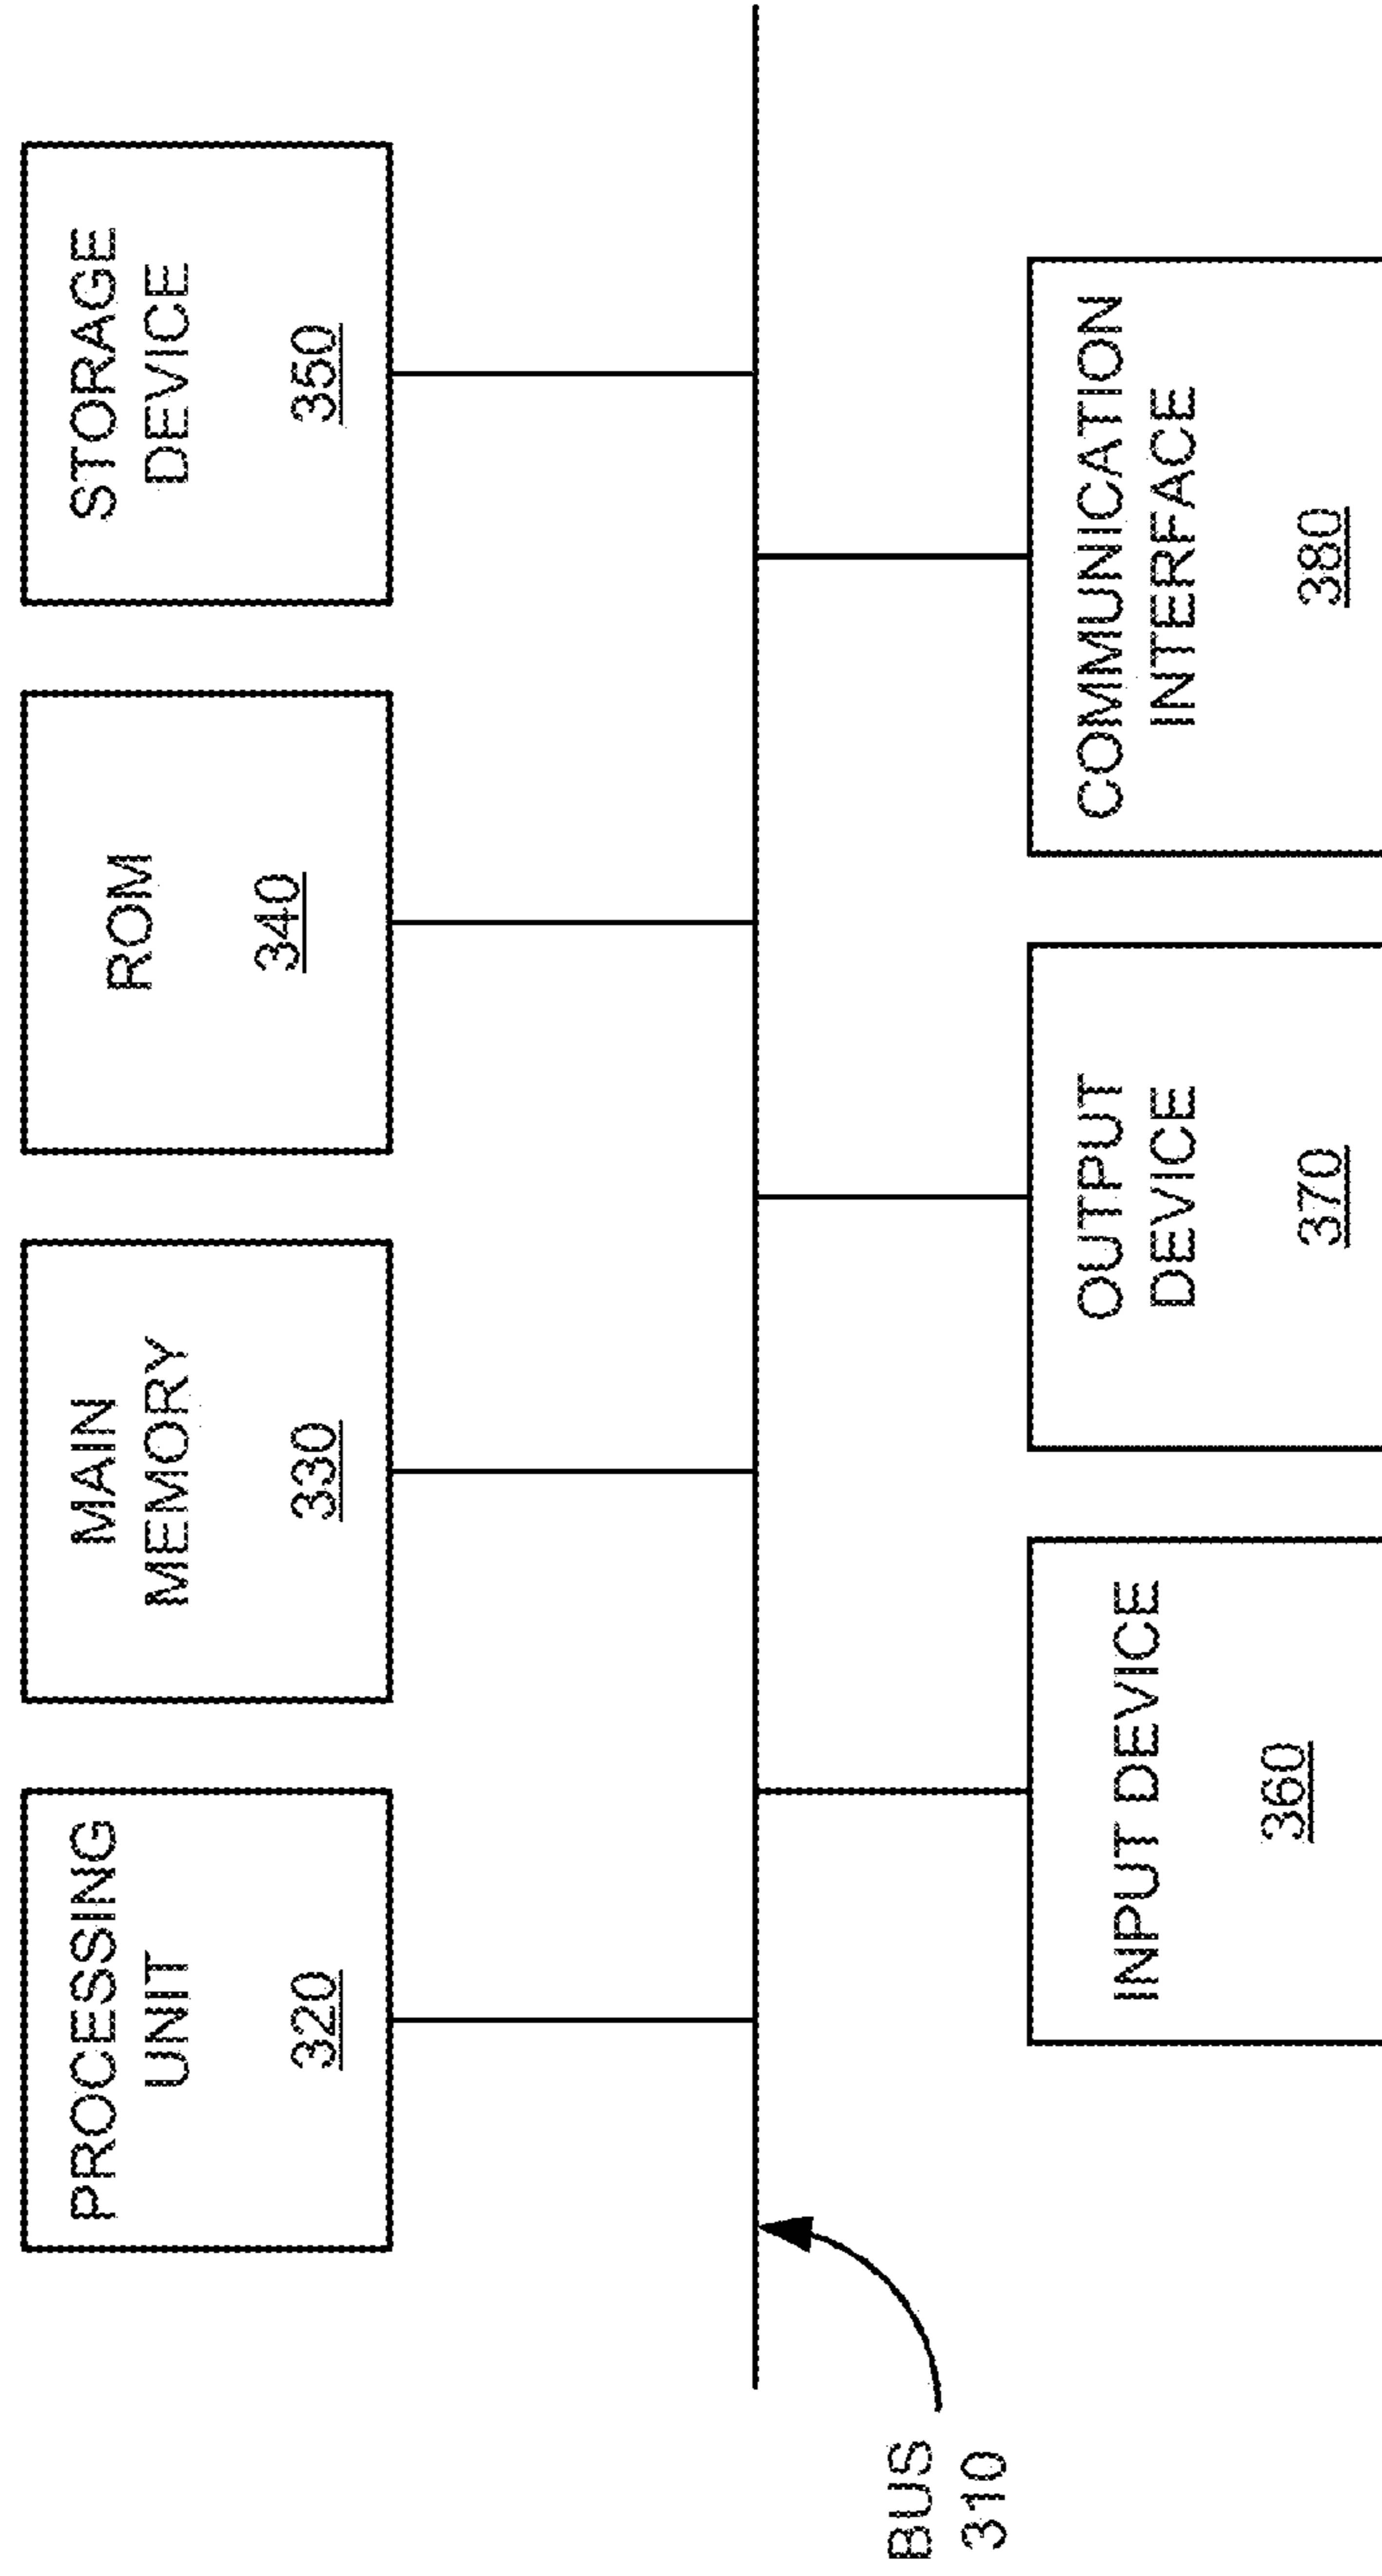 PROCESSING
UNIT
320
MAIN
MEMORY
330
ROM
340
STORAGE
DEVICE
350
BUS
310
INPUT DEVICE
360
OUTPUT
DEVICE
370
COMMUNICATION
INTERFACE
380